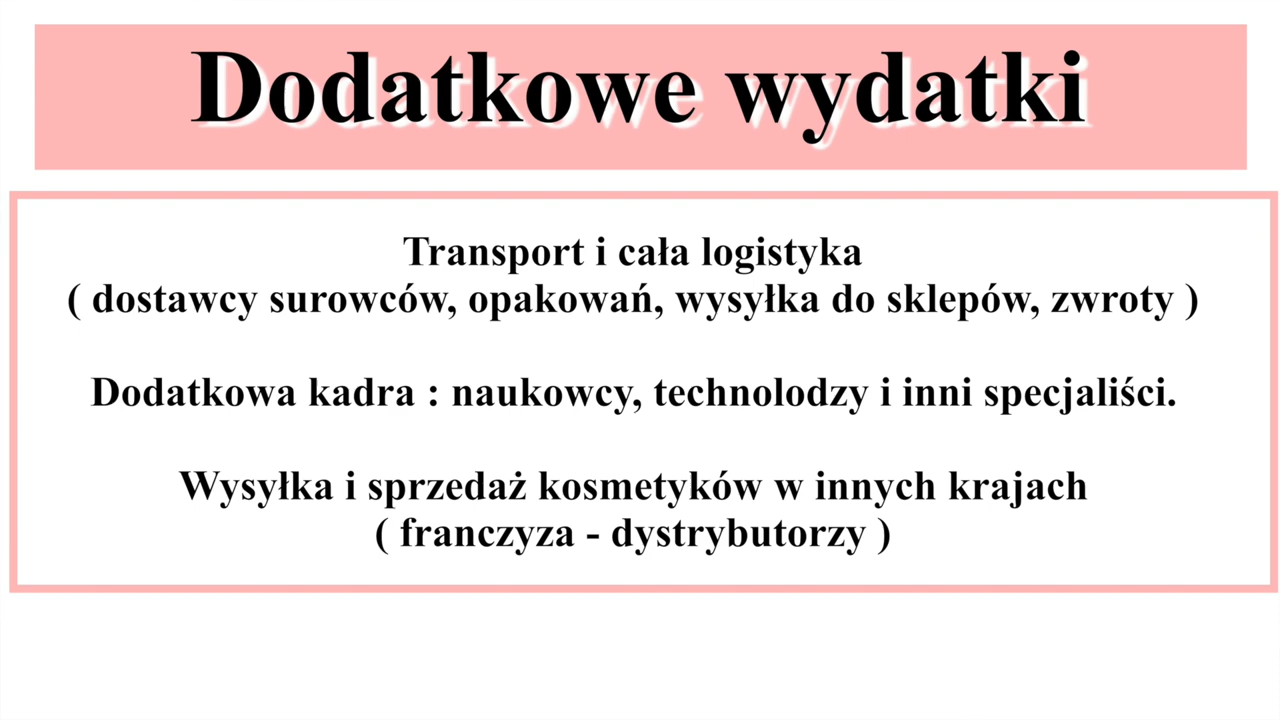 Dodatkowe wydatki
Transport i cała logistyka
( dostawcy surowców, opakowań, wysyłka do sklepów, zwroty )
Dodatkowa kadra : naukowcy, technolodzy i inni specjaliści.
Wysyłka i sprzedaż kosmetyków w innych krajach
( franczyza - dystrybutorzy )